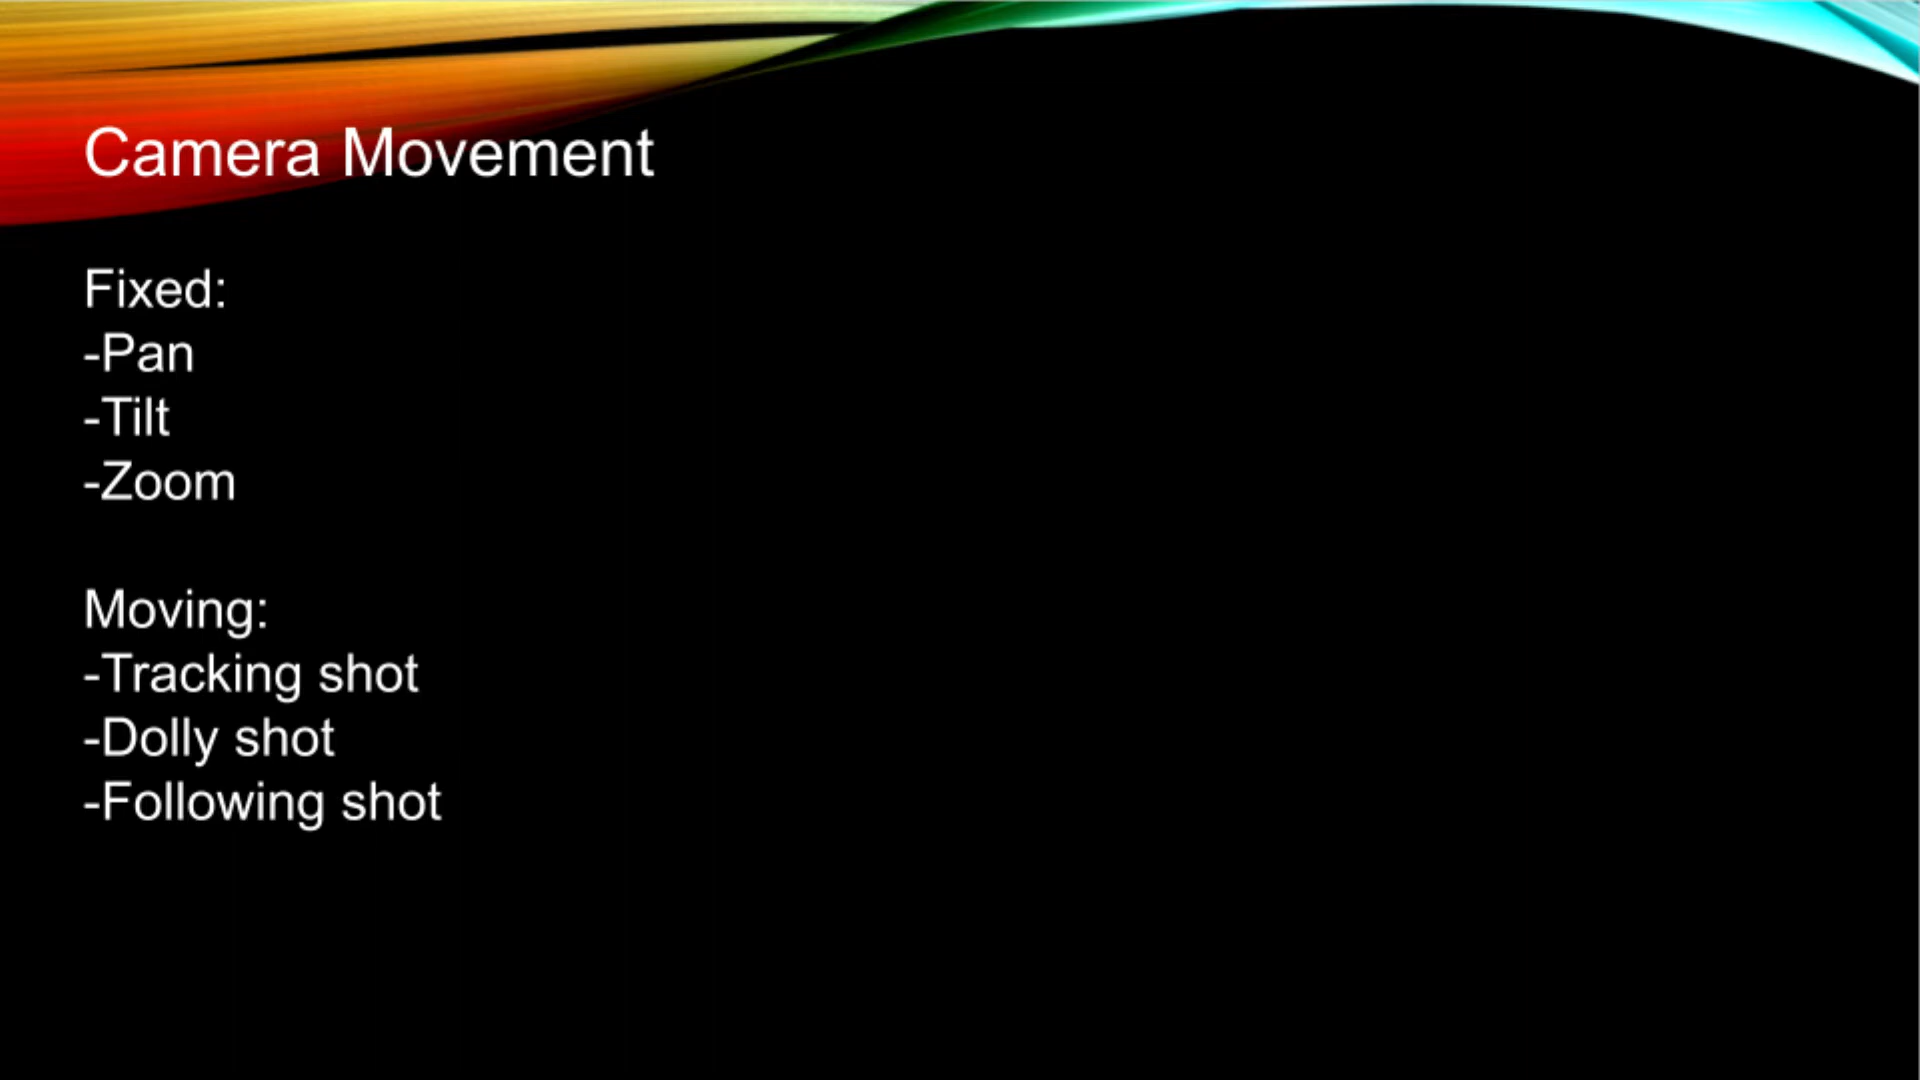 Camera Movement
Fixed:
-Pan
-Tilt
-Zoom
Moving:
-Tracking shot
-Dolly shot
-Following shot